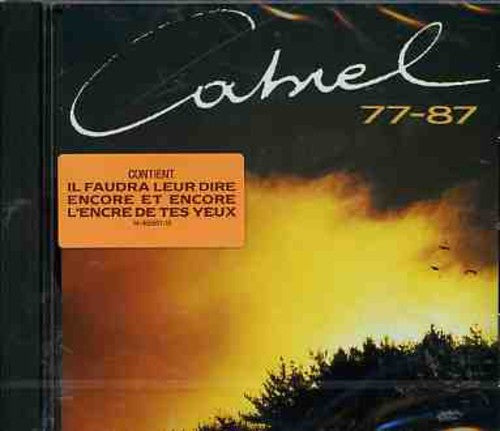 Cabrel
77-87
CONTIENT
IL FAUDRA LEUR DIRE
ENCORE ET ENCORE
L'ENCRE DE TES YEUX